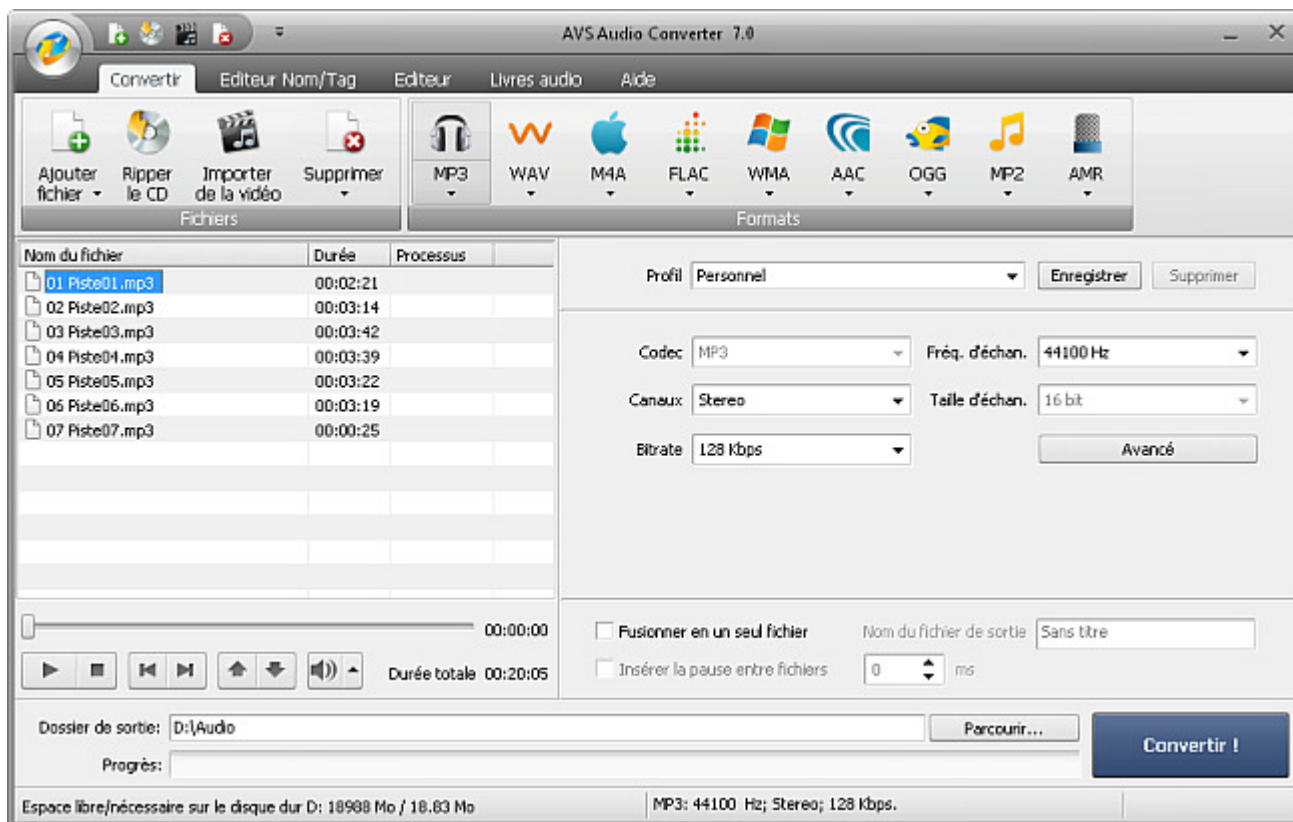 AVS Audio Converter 7.0
Convertir Editeur Nom/Tag Editeur Livres audio Aide
Ajouter fichier
Ripper le CD
Importer de la vidéo
Supprimer
MP3 WAV M4A FLAC WMA AAC OGG MP2 AMR
Fichiers Formats
Nom du fichier Durée Processus
01 Piste01.mp3 00:02:21
02 Piste02.mp3 00:03:14
03 Piste03.mp3 00:03:42
04 Piste04.mp3 00:03:39
05 Piste05.mp3 00:03:22
06 Piste06.mp3 00:03:19
07 Piste07.mp3 00:00:25
Profil Personnel Enregistrer Supprimer
Codec MP3 Fréq. d'échan. 44100 Hz
Canaux Stereo Taille d'échan. 16 bit
Bitrate 128 Kbps Avancé
00:00:00
Durée totale 00:20:05
Fusionner en un seul fichier Nom du fichier de sortie Sans titre
Insérer la pause entre fichiers 0 ms
Dossier de sortie: D:\Audio Parcourir...
Convertir !
Progrès:
Espace libre/nécessaire sur le disque dur D: 18988 Mo / 18.83 Mo MP3: 44100 Hz; Stereo; 128 Kbps.